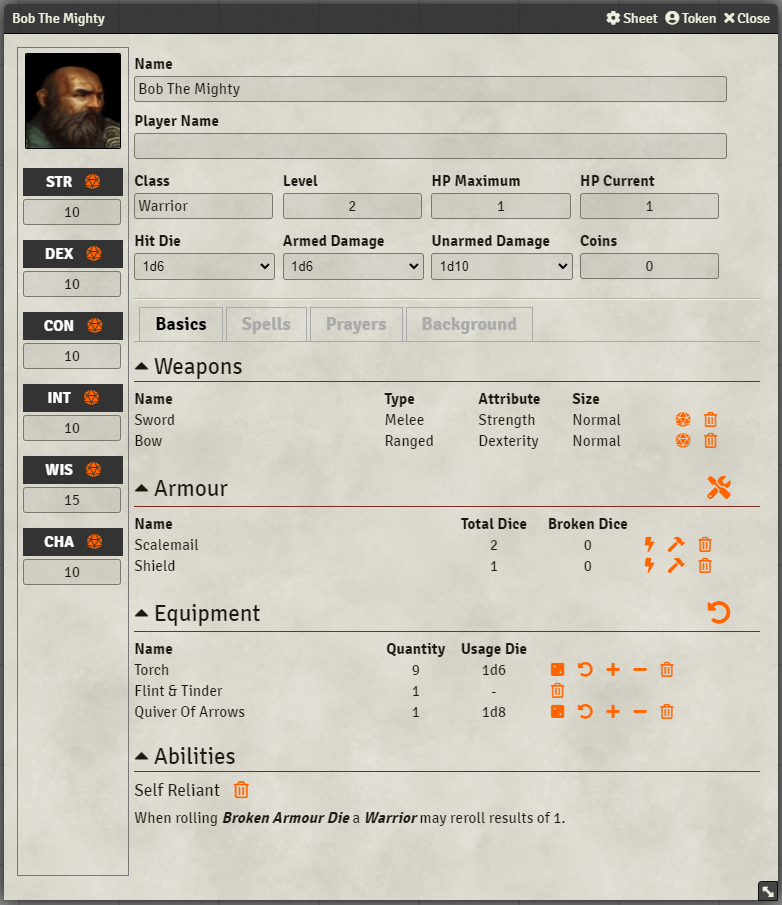 Bob The Mighty Sheet Token Close
Name
Bob The Mighty
Player Name
STR
10
DEX
10
CON
10
INT
10
WIS
15
CHA
10
Class Level HP Maximum HP Current
Warrior 2 1 1
Hit Die Armed Damage Unarmed Damage Coins
1d6 1d6 1d10 0
Basics Spells Prayers Background
Weapons
Name Type Attribute Size
Sword Melee Strength Normal
Bow Ranged Dexterity Normal
Armour
Name Total Dice Broken Dice
Scalemail 2 0
Shield 1 0
Equipment
Name Quantity Usage Die
Torch 9 1d6
Flint & Tinder 1 -
Quiver Of Arrows 1 1d8
Abilities
Self Reliant
When rolling Broken Armour Die a Warrior may reroll results of 1.